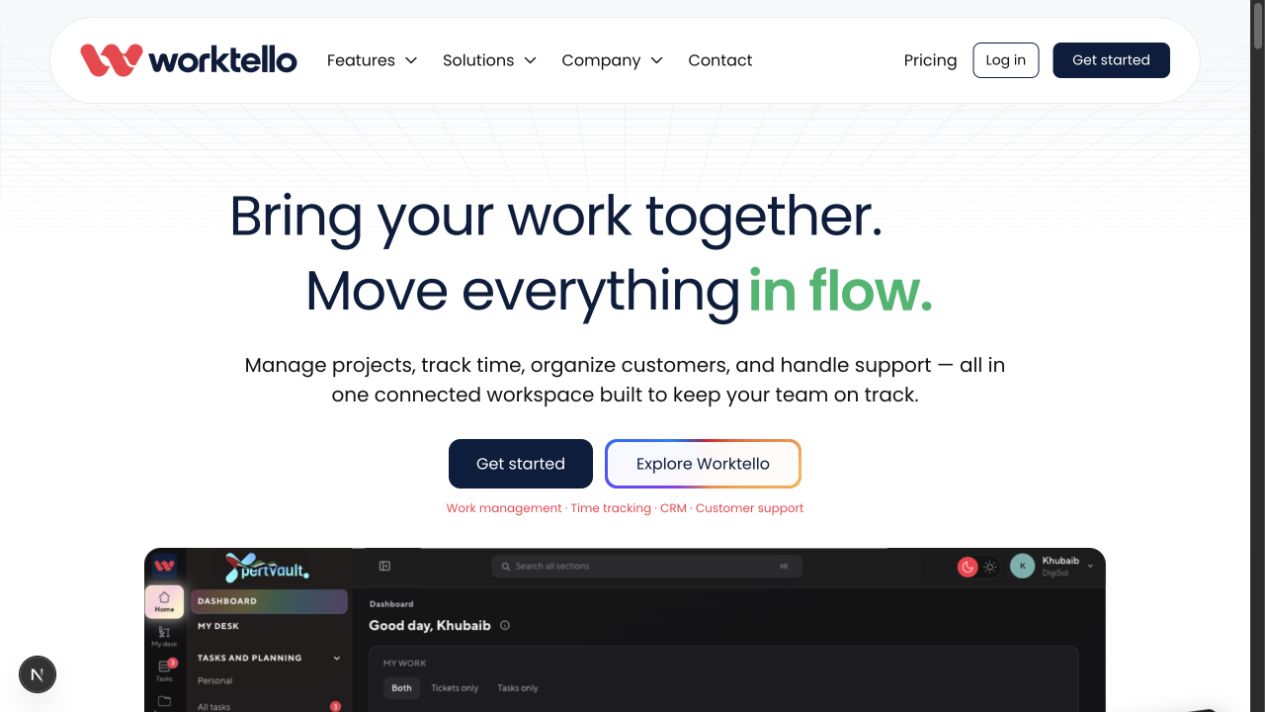 worktello
Features
Solutions
Company
Contact
Pricing
Log in
Get started
Bring your work together.
Move everything in flow.
Manage projects, track time, organize customers, and handle support — all in
one connected workspace built to keep your team on track.
Get started
Explore Worktello
Work management · Time tracking · CRM · Customer support
pertvault.
Search all sections
K
Khubaib
DigiSol
Home
DASHBOARD
Dashboard
MY DESK
Good day, Khubaib
My desk
TASKS AND PLANNING
MY WORK
3
Tasks
Personal
Both
Tickets only
Tasks only
All tasks
3
N